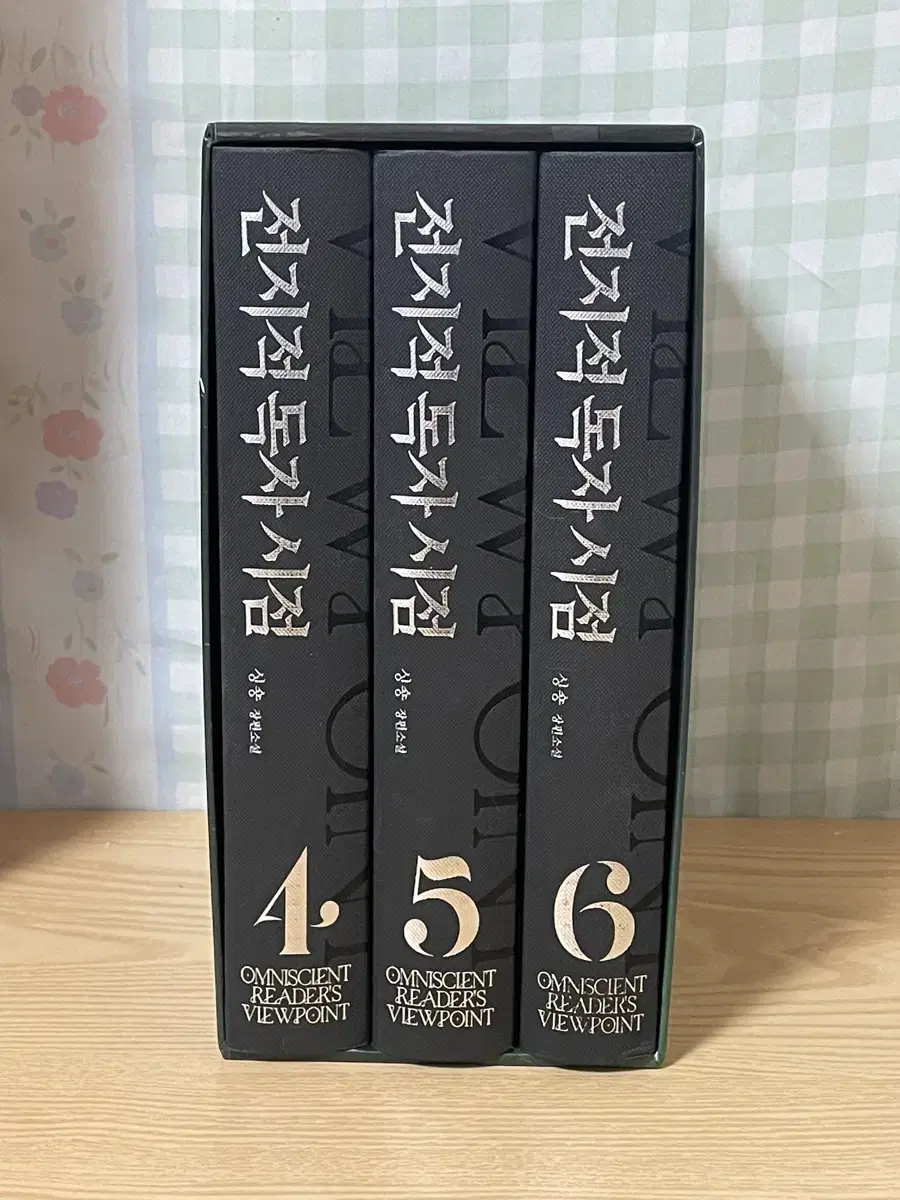 전지적 독자 시점
싱숑 장편소설
4
OMNISCIENT
READER'S
VIEWPOINT
전지적 독자 시점
싱숑 장편소설
5
OMNISCIENT
READER'S
VIEWPOINT
전지적 독자 시점
싱숑 장편소설
6
OMNISCIENT
READER'S
VIEWPOINT